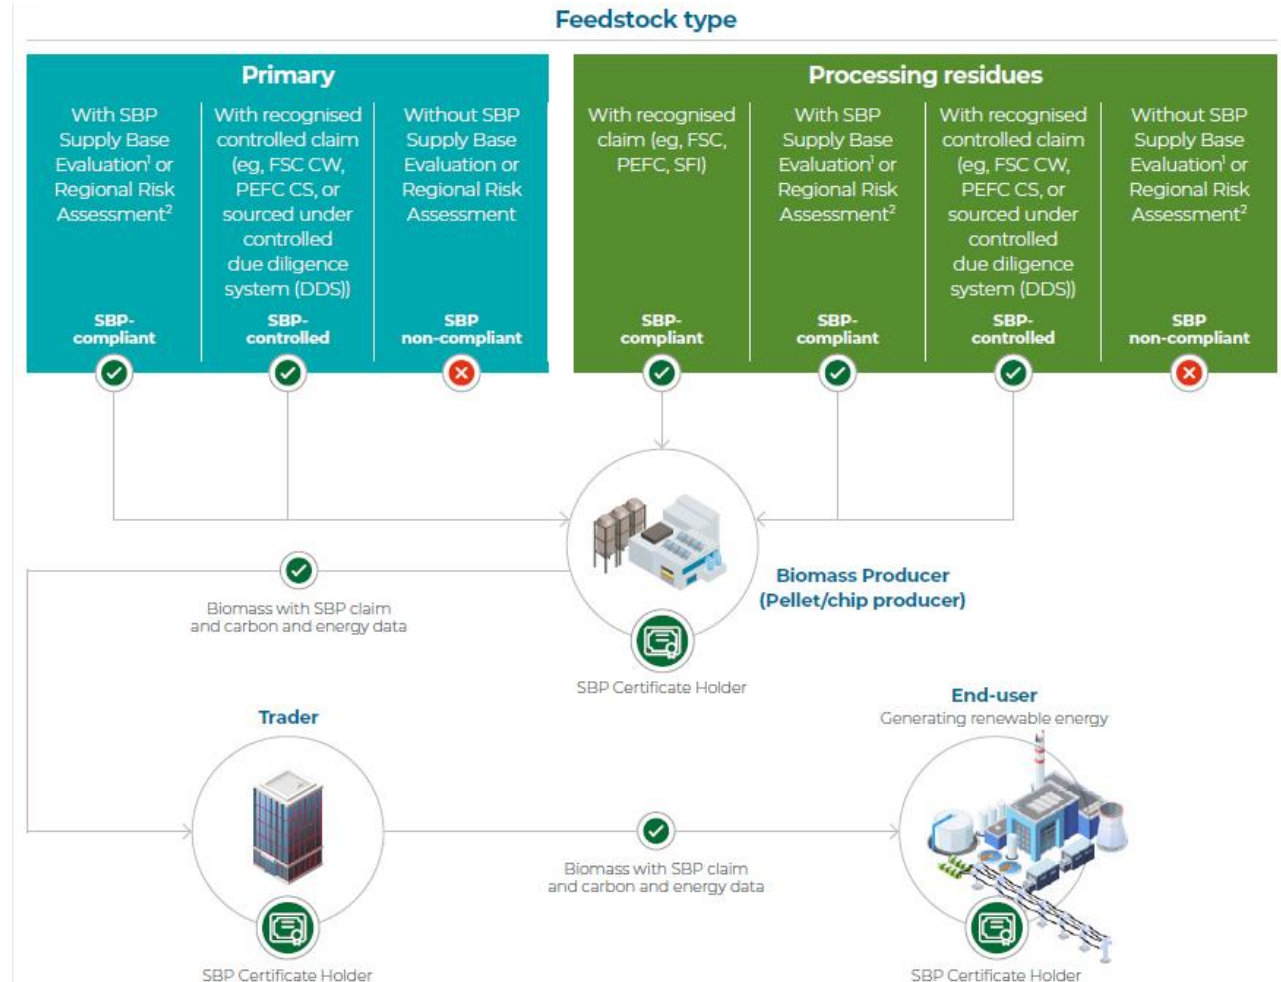 Feedstock type
Primary
With SBP
Supply Base
Evaluation¹ or
Regional Risk
Assessment²
SBP-
compliant
With recognised
controlled claim
(eg, FSC CW,
PEFC CS, or
sourced under
controlled
due diligence
system (DDS))
SBP-
controlled
Without SBP
Supply Base
Evaluation or
Regional Risk
Assessment
SBP
non-compliant
Processing residues
With recognised
claim (eg, FSC,
PEFC, SFI)
SBP-
compliant
With SBP
Supply Base
Evaluation¹ or
Regional Risk
Assessment²
SBP-
compliant
With recognised
controlled claim
(eg, FSC CW,
PEFC CS, or
sourced under
controlled
due diligence
system (DDS))
SBP-
controlled
Without SBP
Supply Base
Evaluation¹ or
Regional Risk
Assessment²
SBP
non-compliant
Biomass Producer
(Pellet/chip producer)
SBP Certificate Holder
Biomass with SBP claim
and carbon and energy data
Trader
SBP Certificate Holder
Biomass with SBP claim
and carbon and energy data
End-user
Generating renewable energy
SBP Certificate Holder